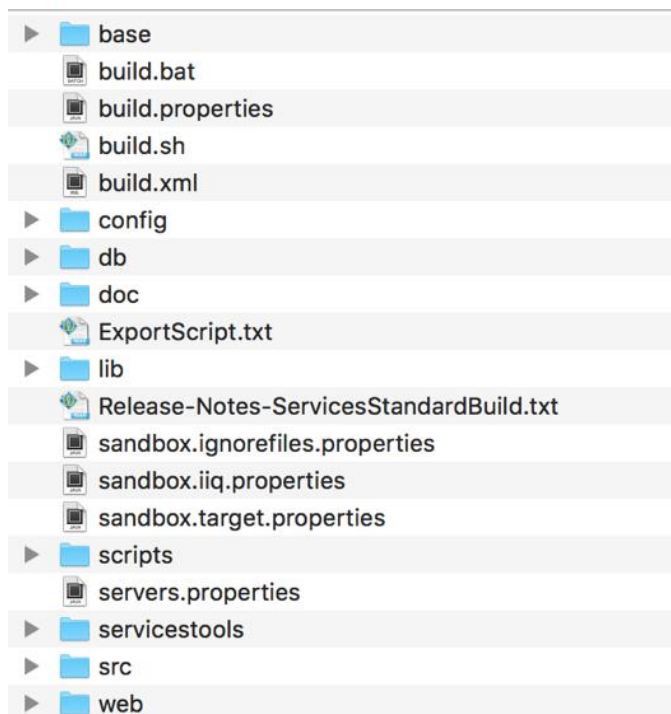 base
build.bat
build.properties
build.sh
build.xml
config
db
doc
ExportScript.txt
lib
Release-Notes-ServicesStandardBuild.txt
sandbox.ignorefiles.properties
sandbox.iiq.properties
sandbox.target.properties
scripts
servers.properties
servicestools
src
web